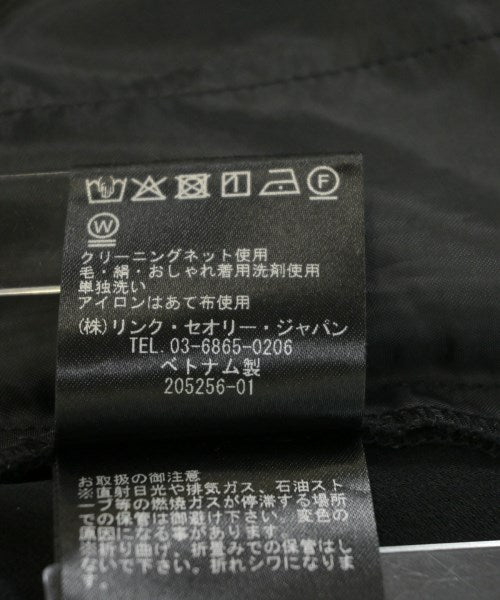 F
W
クリーニングネット使用
毛・絹・おしゃれ着用洗剤使用
単独洗い
アイロンはあて布使用
(株)リンク・セオリー・ジャパン
TEL. 03-6865-0206
ベトナム製
205256-01
お取扱の御注意
※直射日光や排気ガス、石油スト
ーブ等の燃焼ガスが停滞する場所
での保管は御避け下さい。変色の
原因になる事があります。
※折り曲げ、折畳みでの保管はし
ないで下さい。折れシワになりま
す。